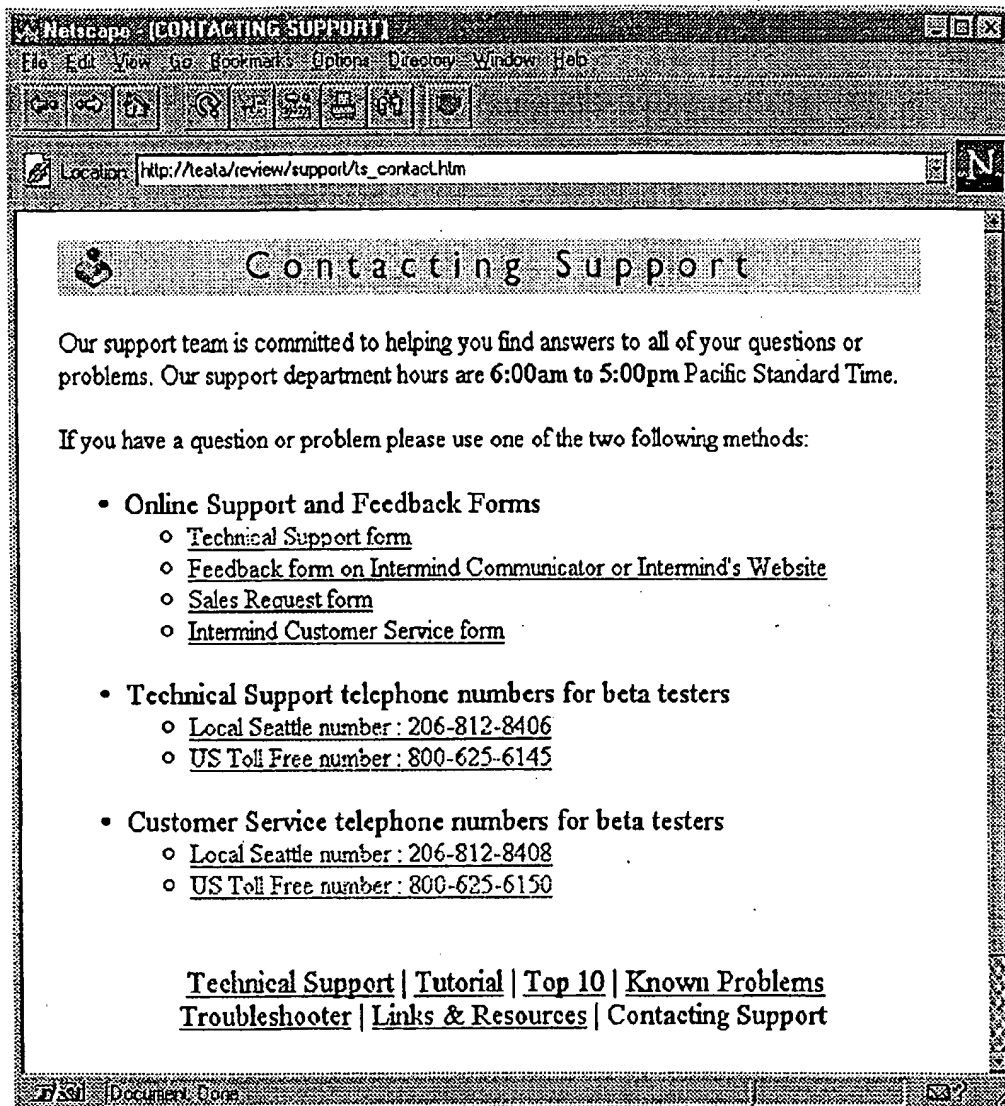 Netscape - [CONTACTING SUPPORT]
File Edit View Go Bookmarks Options Directory Window Help
Location: http://teala/review/support/ts_contact.htm
N
Contacting Support
Our support team is committed to helping you find answers to all of your questions or
problems. Our support department hours are 6:00am to 5:00pm Pacific Standard Time.
If you have a question or problem please use one of the two following methods:
• Online Support and Feedback Forms
o Technical Support form
o Feedback form on Intermind Communicator or Intermind's Website
o Sales Request form
o Intermind Customer Service form
• Technical Support telephone numbers for beta testers
o Local Seattle number : 206-812-8406
o US Toll Free number : 800-625-6145
• Customer Service telephone numbers for beta testers
o Local Seattle number : 206-812-8408
o US Toll Free number : 800-625-6150
Technical Support | Tutorial | Top 10 | Known Problems
Troubleshooter | Links & Resources | Contacting Support
Document: Done